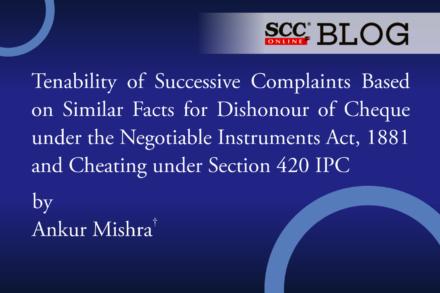 SCC®
ONLINE® BLOG
Tenability of Successive Complaints Based
on Similar Facts for Dishonour of Cheque
under the Negotiable Instruments Act, 1881
and Cheating under Section 420 IPC
by
Ankur Mishra†